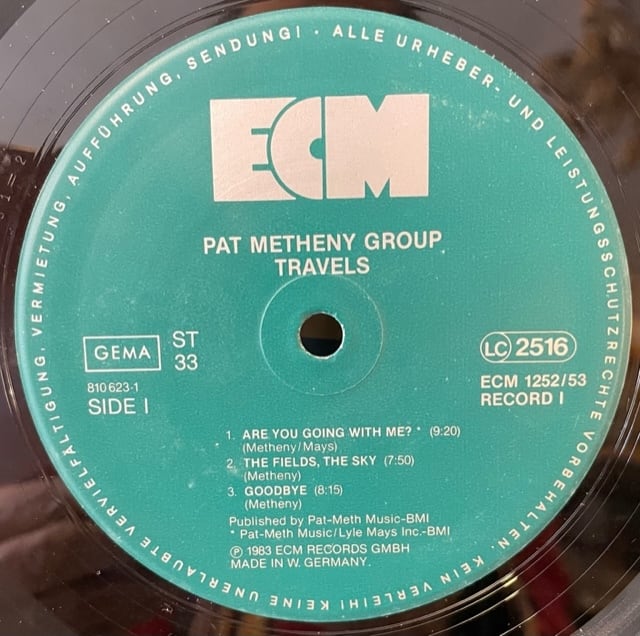 ALLE URHEBER- UND LEISTUNGSSCHUTZRECHTE VORBEHALTEN · KEIN VERLEIH! KEINE UNERLAUBTE VERVIELFÄLTIGUNG, VERMIETUNG, AUFFÜHRUNG, SENDUNG! ·
ECM
PAT METHENY GROUP
TRAVELS
GEMA
ST
33
LC 2516
810 623-1
SIDE I
ECM 1252/53
RECORD I
1. ARE YOU GOING WITH ME? * (9:20)
(Metheny/Mays)
2. THE FIELDS, THE SKY (7:50)
(Metheny)
3. GOODBYE (8:15)
(Metheny)
Published by Pat-Meth Music-BMI
* Pat-Meth Music/Lyle Mays Inc.-BMI
Ⓟ 1983 ECM RECORDS GMBH
MADE IN W. GERMANY.